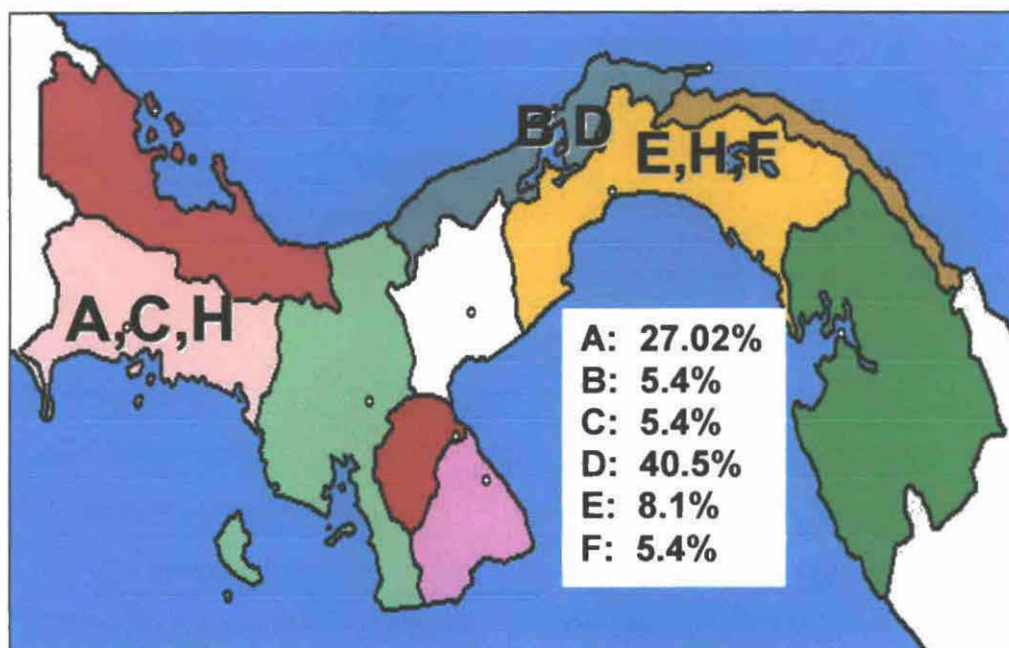 B,D
E,H,F
A,C,H
A: 27.02%
B: 5.4%
C: 5.4%
D: 40.5%
E: 8.1%
F: 5.4%